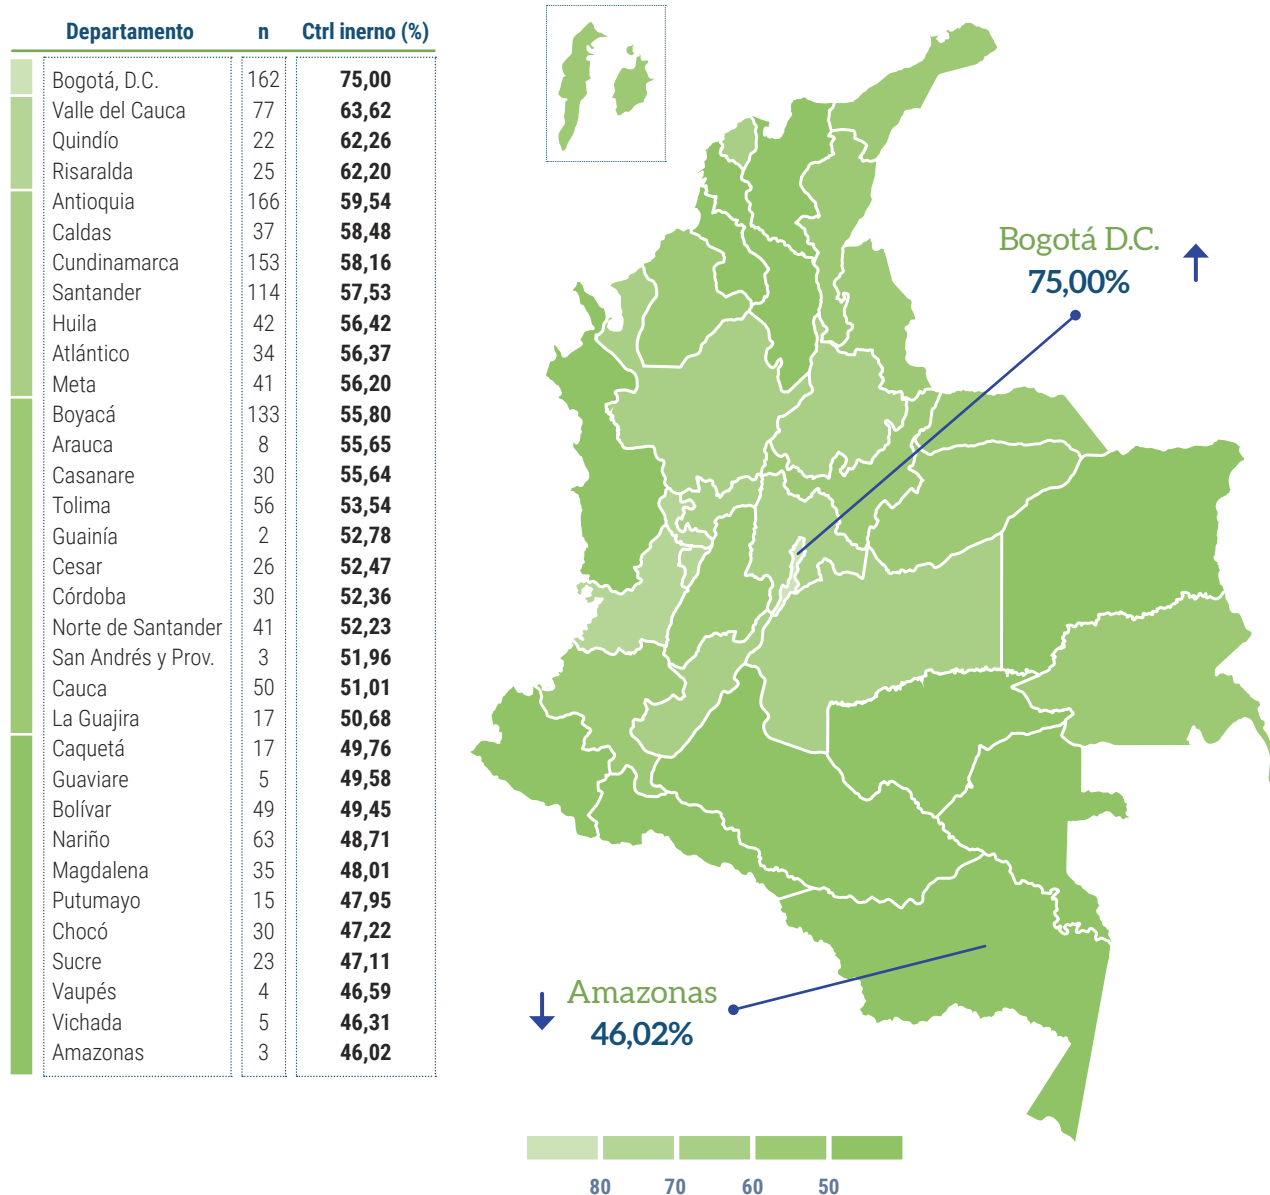 Departamento n Ctrl inerno (%)
Bogotá, D.C. 162 75,00
Valle del Cauca 77 63,62
Quindío 22 62,26
Risaralda 25 62,20
Antioquia 166 59,54
Caldas 37 58,48
Cundinamarca 153 58,16
Santander 114 57,53
Huila 42 56,42
Atlántico 34 56,37
Meta 41 56,20
Boyacá 133 55,80
Arauca 8 55,65
Casanare 30 55,64
Tolima 56 53,54
Guainía 2 52,78
Cesar 26 52,47
Córdoba 30 52,36
Norte de Santander 41 52,23
San Andrés y Prov. 3 51,96
Cauca 50 51,01
La Guajira 17 50,68
Caquetá 17 49,76
Guaviare 5 49,58
Bolívar 49 49,45
Nariño 63 48,71
Magdalena 35 48,01
Putumayo 15 47,95
Chocó 30 47,22
Sucre 23 47,11
Vaupés 4 46,59
Vichada 5 46,31
Amazonas 3 46,02
Bogotá D.C.
75,00%
Amazonas
46,02%
80 70 60 50